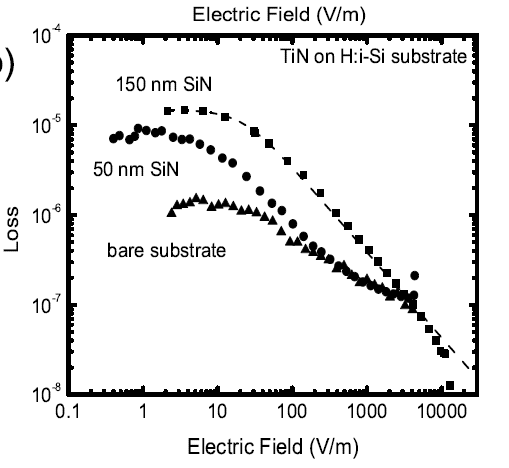 Electric Field (V/m)
)
TiN on H:i-Si substrate
150 nm SiN
50 nm SiN
bare substrate
Loss
10^-4
10^-5
10^-6
10^-7
10^-8
0.1 1 10 100 1000 10000
Electric Field (V/m)